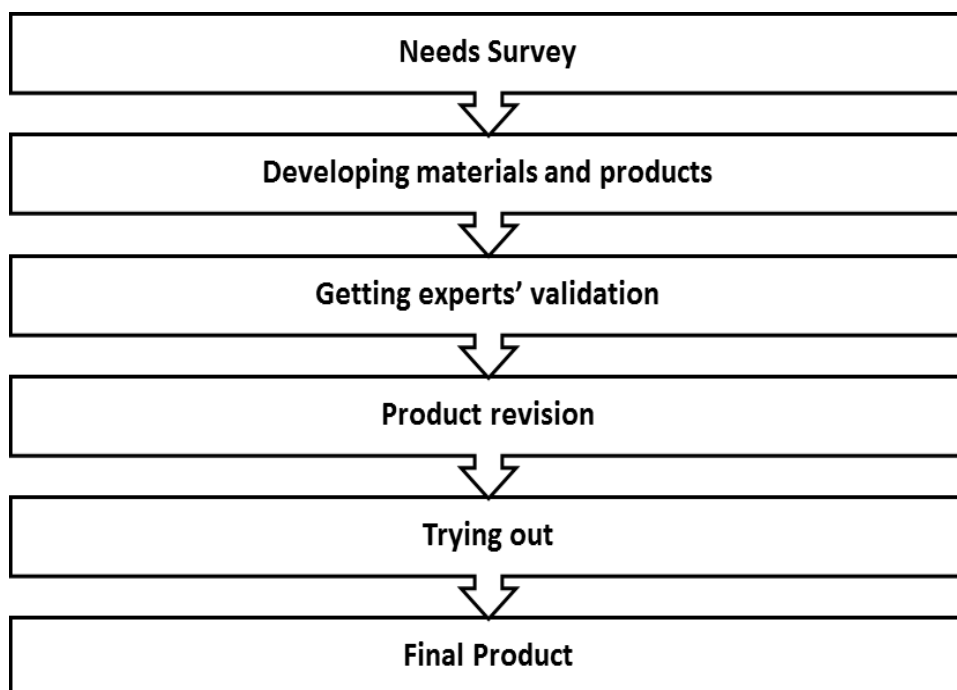 Needs Survey
Developing materials and products
Getting experts’ validation
Product revision
Trying out
Final Product